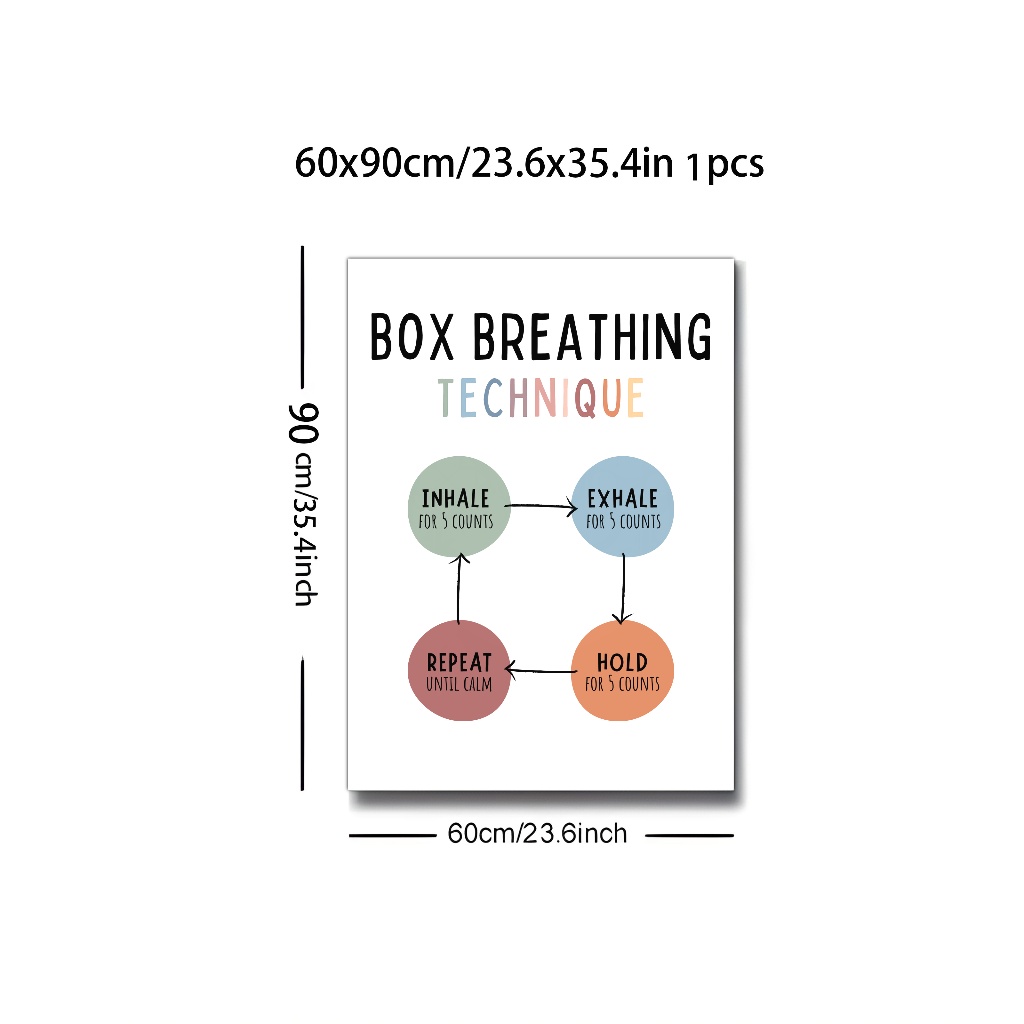 60x90cm/23.6x35.4in 1pcs
BOX BREATHING
TECHNIQUE
INHALE
FOR 5 COUNTS
EXHALE
FOR 5 COUNTS
REPEAT
UNTIL CALM
HOLD
FOR 5 COUNTS
90 cm/35.4inch
60cm/23.6inch